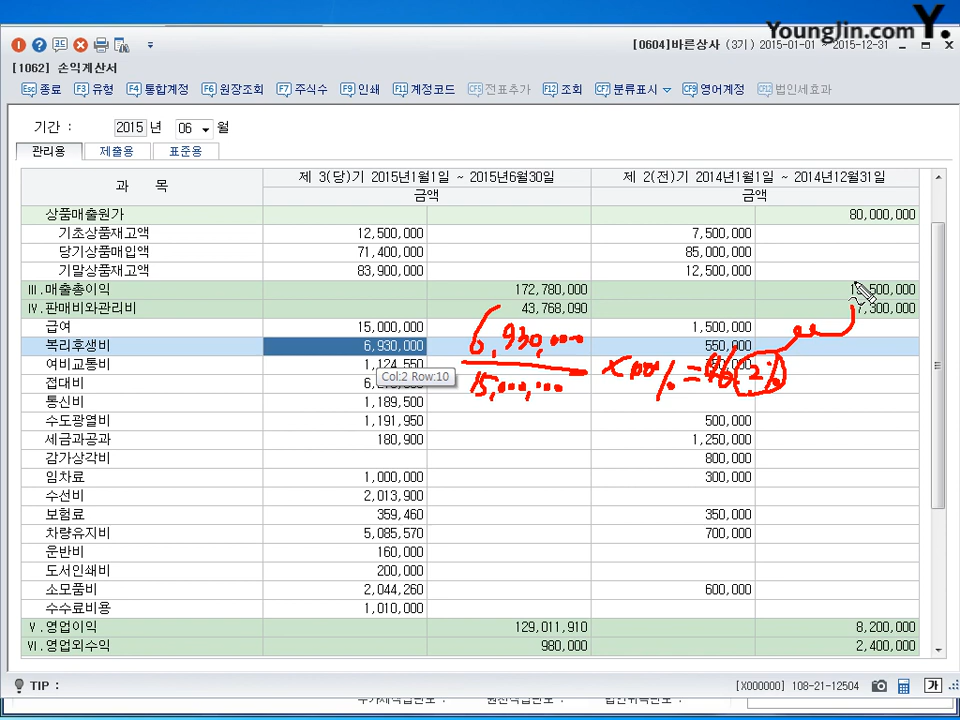 YoungJin.com Y.
[0604]바른상사 (3기) 2015-01-01 ~ 2015-12-31
[1062] 손익계산서
Esc 종료 F3 유형 F4 통합계정 F6 원장조회 F7 주식수 F9 인쇄 F11 계정코드 CF5 전표추가 F12 조회 CF7 분류표시 CF9 영어계정 CF12 법인세효과
기간 : 2015 년 06 월
관리용 제출용 표준용
과 목 제 3(당)기 2015년1월1일 ~ 2015년6월30일 제 2(전)기 2014년1월1일 ~ 2014년12월31일
금액 금액
상품매출원가 80,000,000
기초상품재고액 12,500,000 7,500,000
당기상품매입액 71,400,000 85,000,000
기말상품재고액 83,900,000 12,500,000
Ⅲ.매출총이익 172,780,000
Ⅳ.판매비와관리비 43,768,090
급여 15,000,000 1,500,000
복리후생비 6,930,000
6,930,000
여비교통비 1,124,550
15,000,000 ×100% = 46.2%
Col:2 Row:10
접대비
통신비 1,189,500
수도광열비 1,191,950 500,000
세금과공과 180,900 1,250,000
감가상각비 800,000
임차료 1,000,000 300,000
수선비 2,013,900
보험료 359,460 350,000
차량유지비 5,085,570 700,000
운반비 160,000
도서인쇄비 200,000
소모품비 2,044,260 600,000
수수료비용 1,010,000
Ⅴ.영업이익 129,011,910 8,200,000
Ⅵ.영업외수익 980,000 2,400,000
TIP : [X000000] 108-21-12504 가